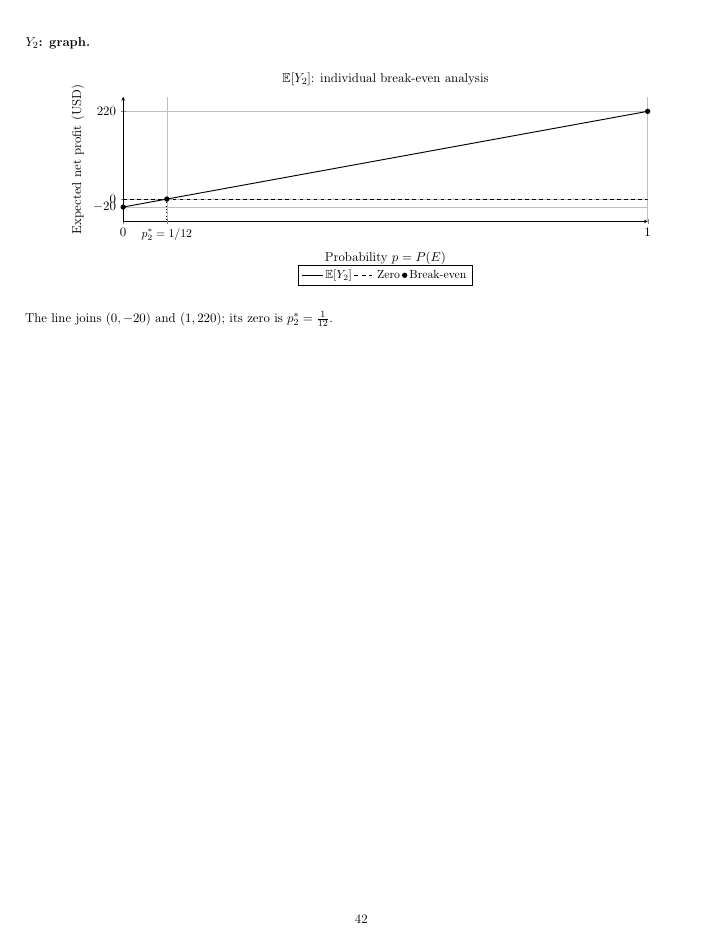 Y₂: graph.
𝔼[Y₂]: individual break-even analysis
Expected net profit (USD)
220
0
−20
0 p₂* = 1/12 1
Probability p = P(E)
𝔼[Y₂] Zero Break-even
The line joins (0, −20) and (1, 220); its zero is p₂* = 1/12.
42